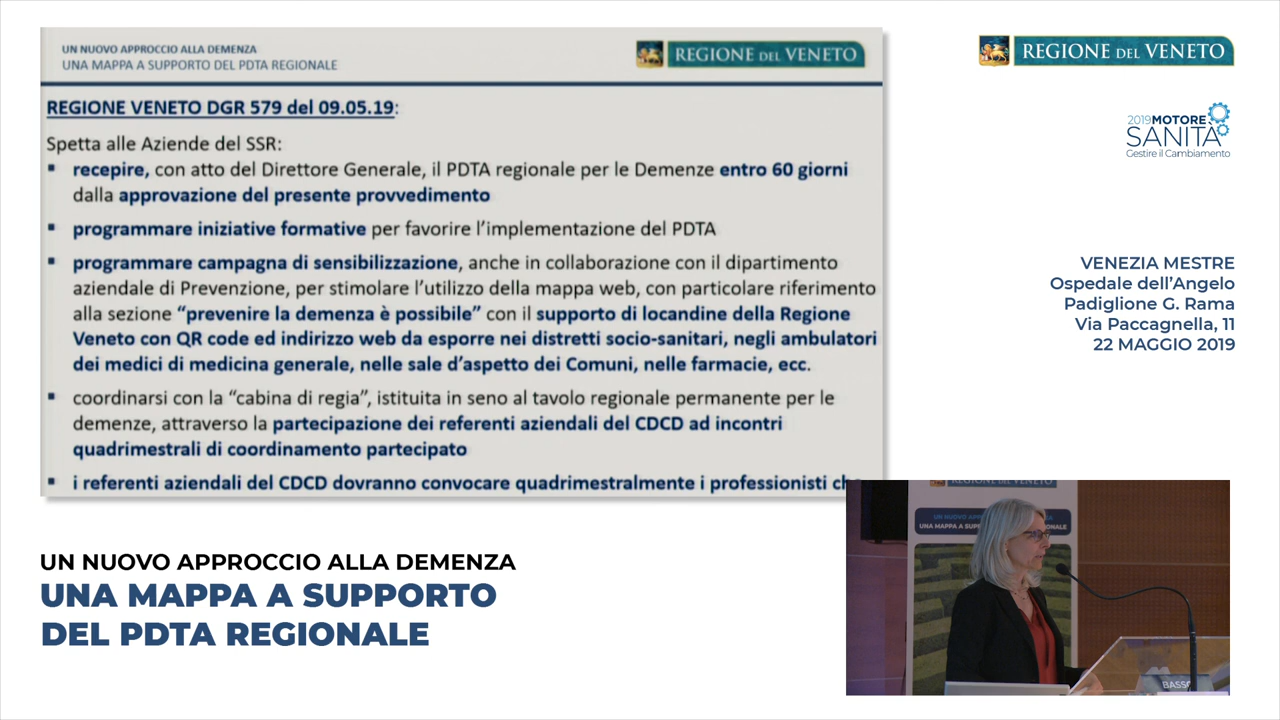 UN NUOVO APPROCCIO ALLA DEMENZA
UNA MAPPA A SUPPORTO DEL PDTA REGIONALE
REGIONE DEL VENETO
REGIONE VENETO DGR 579 del 09.05.19:
Spetta alle Aziende del SSR:
▪ recepire, con atto del Direttore Generale, il PDTA regionale per le Demenze entro 60 giorni
dalla approvazione del presente provvedimento
▪ programmare iniziative formative per favorire l'implementazione del PDTA
▪ programmare campagna di sensibilizzazione, anche in collaborazione con il dipartimento
aziendale di Prevenzione, per stimolare l'utilizzo della mappa web, con particolare riferimento
alla sezione "prevenire la demenza è possibile" con il supporto di locandine della Regione
Veneto con QR code ed indirizzo web da esporre nei distretti socio-sanitari, negli ambulatori
dei medici di medicina generale, nelle sale d'aspetto dei Comuni, nelle farmacie, ecc.
▪ coordinarsi con la "cabina di regia", istituita in seno al tavolo regionale permanente per le
demenze, attraverso la partecipazione dei referenti aziendali del CDCD ad incontri
quadrimestrali di coordinamento partecipato
▪ i referenti aziendali del CDCD dovranno convocare quadrimestralmente i professionisti
REGIONE DEL VENETO
2019MOTORE
SANITÀ
Gestire il Cambiamento
VENEZIA MESTRE
Ospedale dell'Angelo
Padiglione G. Rama
Via Paccagnella, 11
22 MAGGIO 2019
UN NUOVO APPROCCIO ALLA DEMENZA
UNA MAPPA A SUPPORTO
DEL PDTA REGIONALE
UN NUOVO
UNA MAPPA A
BASSO